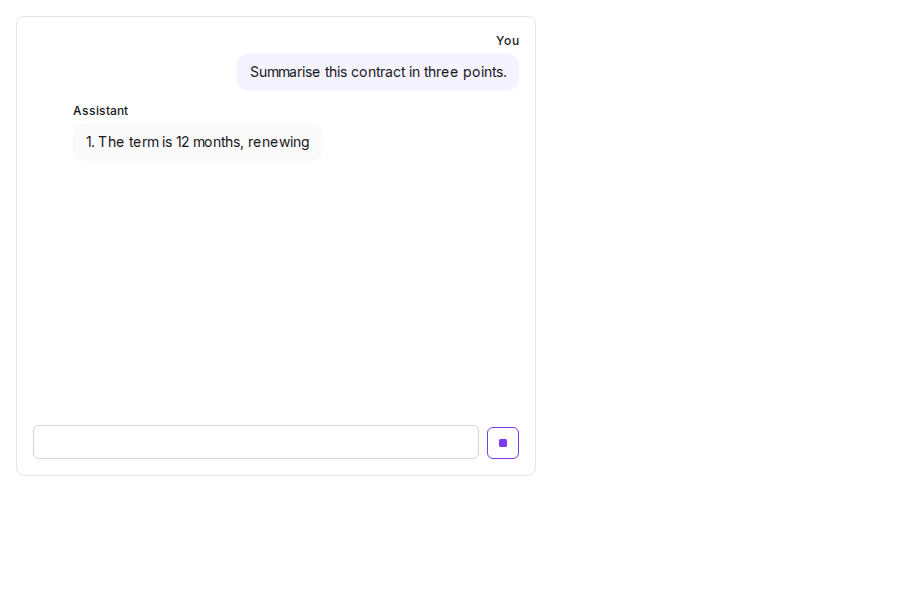 You
Summarise this contract in three points.
Assistant
1. The term is 12 months, renewing